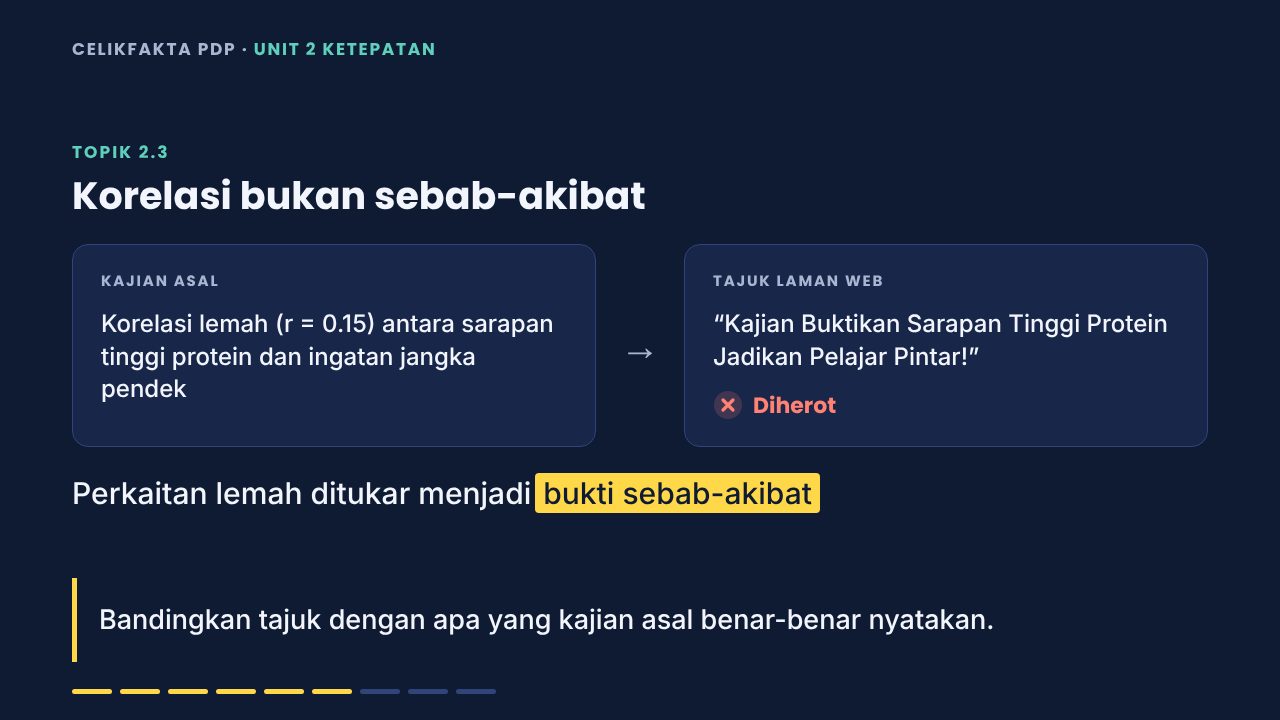 CELIKFAKTA PDP · UNIT 2 KETEPATAN
TOPIK 2.3
Korelasi bukan sebab-akibat
KAJIAN ASAL
Korelasi lemah (r = 0.15) antara sarapan
tinggi protein dan ingatan jangka
pendek
→
TAJUK LAMAN WEB
“Kajian Buktikan Sarapan Tinggi Protein
Jadikan Pelajar Pintar!”
Diherot
Perkaitan lemah ditukar menjadi bukti sebab-akibat
Bandingkan tajuk dengan apa yang kajian asal benar-benar nyatakan.